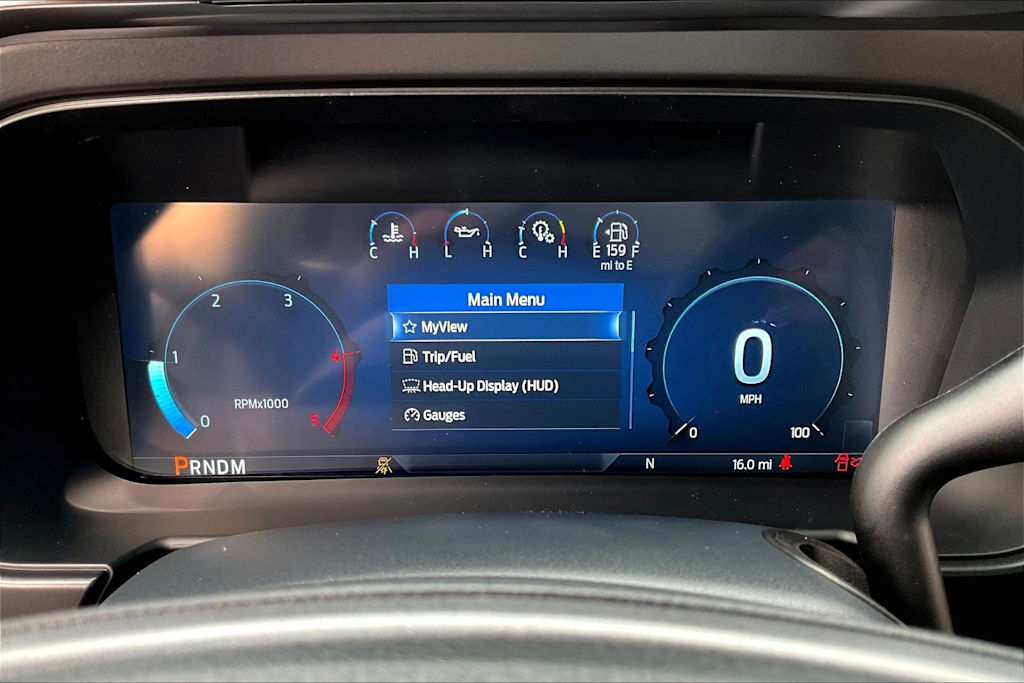 C H
L H
C H
E 159 F
mi to E
Main Menu
MyView
Trip/Fuel
Head-Up Display (HUD)
Gauges
2 3
1 4
0 5
RPMx1000
0
MPH
0 100
PRNDM
N
16.0 mi